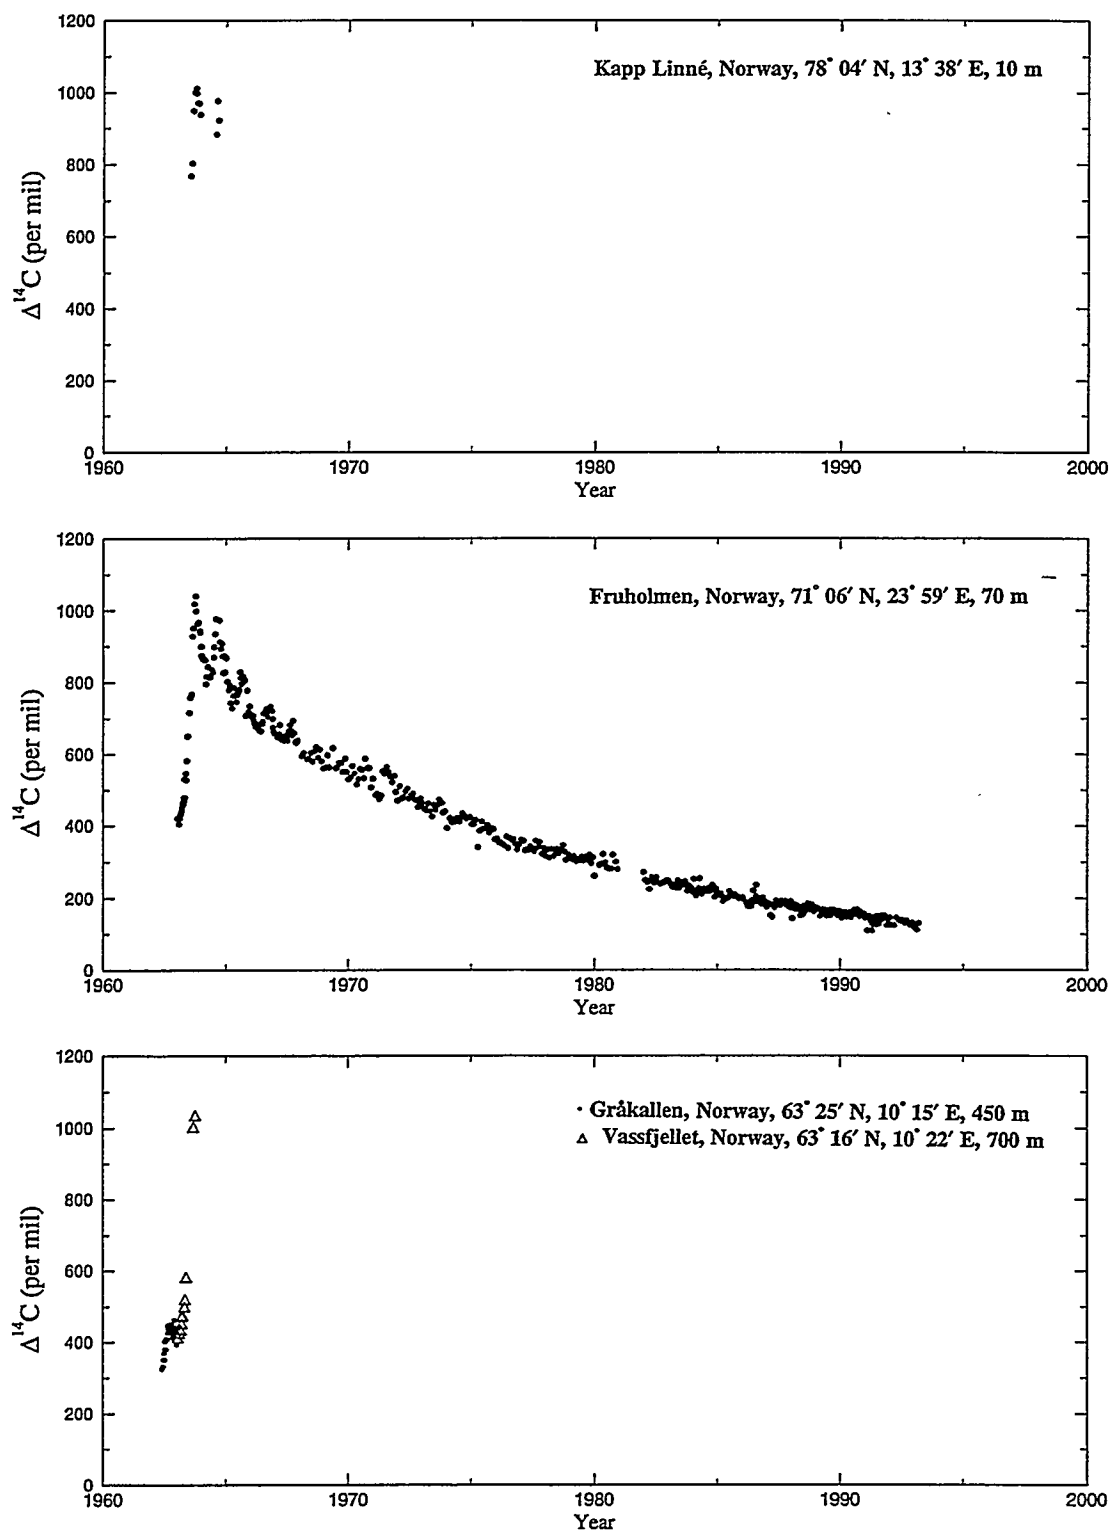 1200
1000
800
600
400
200
0
Δ¹⁴C (per mil)
Kapp Linné, Norway, 78° 04′ N, 13° 38′ E, 10 m
1960 1970 1980 1990 2000
Year
1200
1000
800
600
400
200
0
Δ¹⁴C (per mil)
Fruholmen, Norway, 71° 06′ N, 23° 59′ E, 70 m
1960 1970 1980 1990 2000
Year
1200
1000
800
600
400
200
0
Δ¹⁴C (per mil)
• Gråkallen, Norway, 63° 25′ N, 10° 15′ E, 450 m
△ Vassfjellet, Norway, 63° 16′ N, 10° 22′ E, 700 m
1960 1970 1980 1990 2000
Year